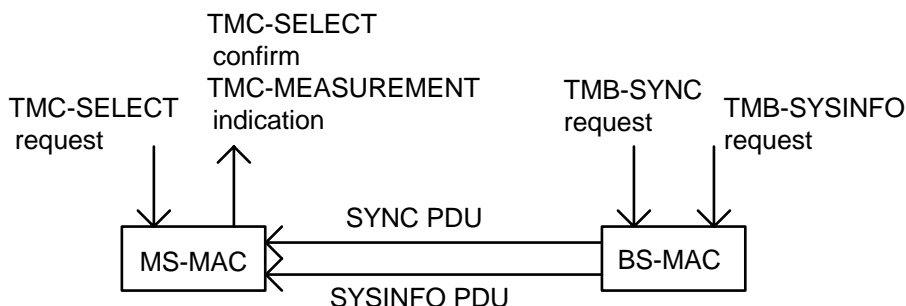 TMC-SELECT
confirm
TMC-MEASUREMENT
indication
TMC-SELECT
request
TMB-SYNC
request
TMB-SYSINFO
request
SYNC PDU
MS-MAC
BS-MAC
SYSINFO PDU